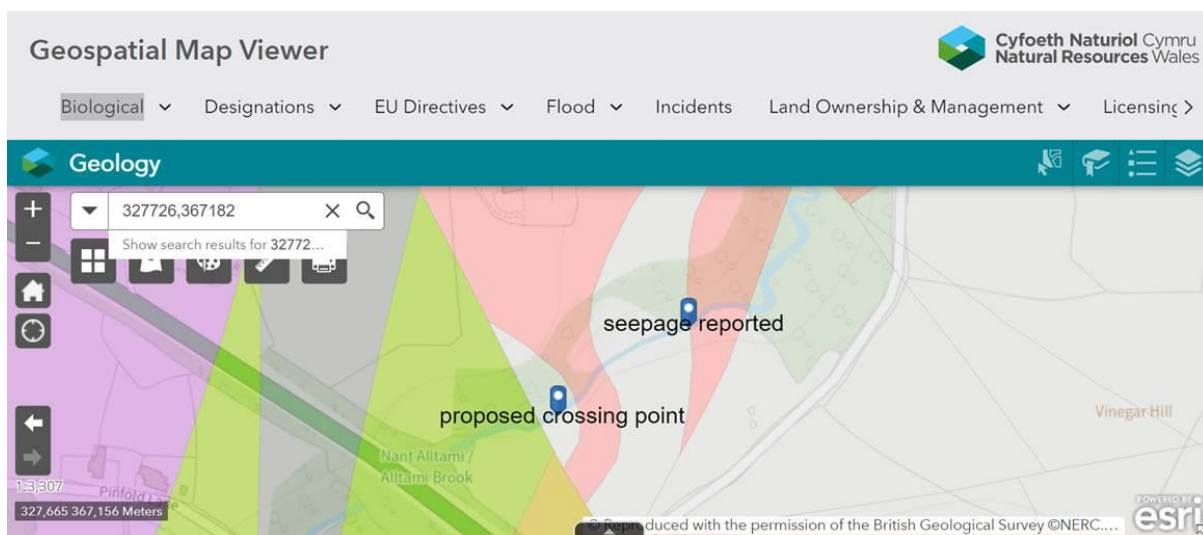 Geospatial Map Viewer
Cyfoeth Naturiol Cymru
Natural Resources Wales
Biological
Designations
EU Directives
Flood
Incidents
Land Ownership & Management
Licensing
Geology
327726,367182
Show search results for 32772...
seepage reported
proposed crossing point
Vinegar Hill
Nant Alltami /
Alltami Brook
1:3,307
Pinfold Lane
327,665 367,156 Meters
POWERED BY
esri
© Reproduced with the permission of the British Geological Survey ©NERC....